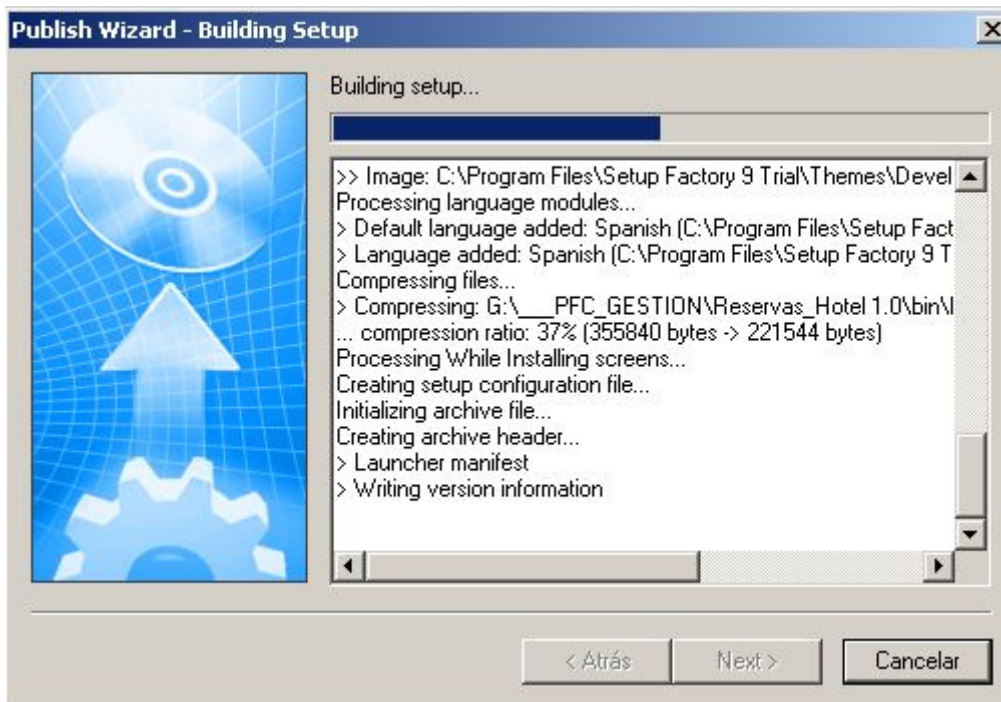 Publish Wizard - Building Setup
Building setup...
>> Image: C:\Program Files\Setup Factory 9 Trial\Themes\Devel
Processing language modules...
> Default language added: Spanish (C:\Program Files\Setup Fact
> Language added: Spanish (C:\Program Files\Setup Factory 9 T
Compressing files...
> Compressing: G:\___PFC_GESTION\Reservas_Hotel 1.0\bin\I
... compression ratio: 37% (355840 bytes -> 221544 bytes)
Processing While Installing screens...
Creating setup configuration file...
Initializing archive file...
Creating archive header...
> Launcher manifest
> Writing version information
< Atrás Next > Cancelar